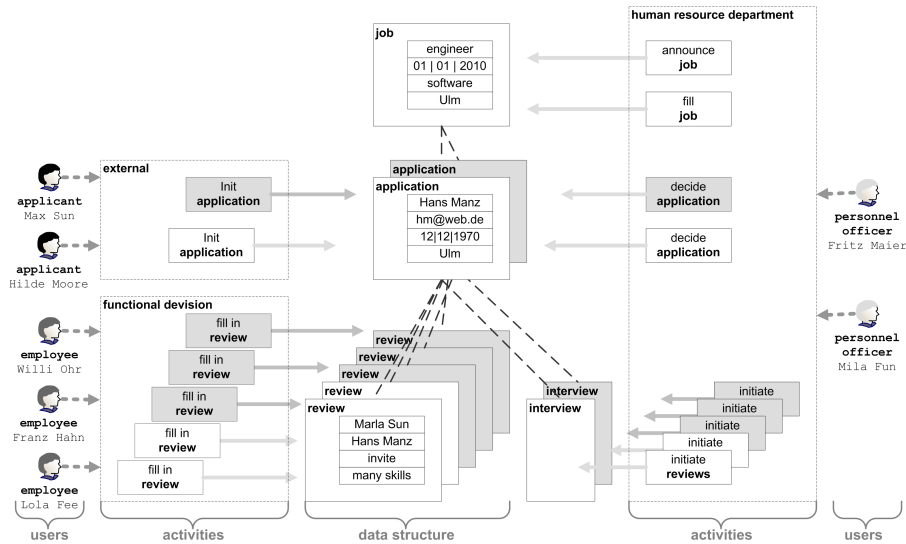 human resource department
job
engineer
01 | 01 | 2010
software
Ulm
announce
job
fill
job
external
Init
application
Init
application
applicant
Max Sun
applicant
Hilde Moore
application
application
Hans Manz
hm@web.de
12|12|1970
Ulm
decide
application
decide
application
personnel
officer
Fritz Maier
personnel
officer
Mila Fun
functional devision
fill in
review
fill in
review
fill in
review
fill in
review
fill in
review
employee
Willi Ohr
employee
Franz Hahn
employee
Lola Fee
review
review
review
review
review
Marla Sun
Hans Manz
invite
many skills
interview
interview
initiate
initiate
initiate
initiate
initiate
reviews
users
activities
data structure
activities
users